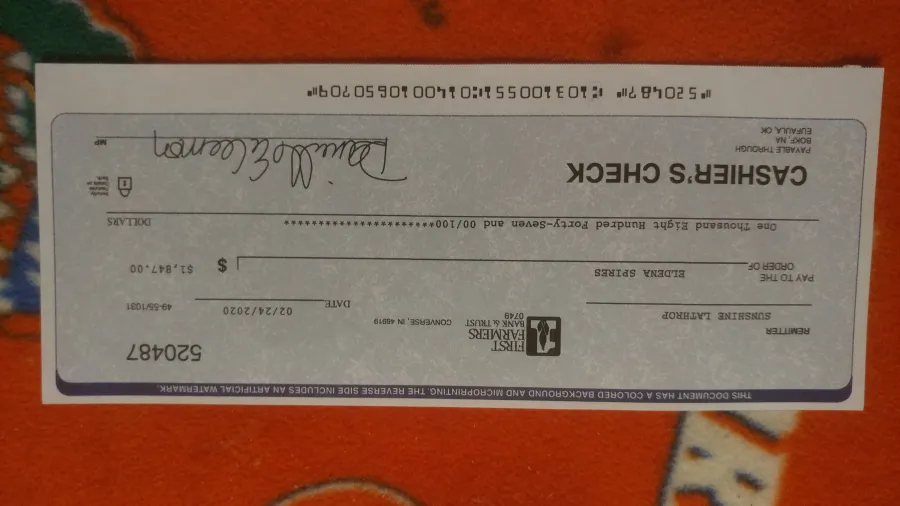 THIS DOCUMENT HAS A COLORED BACKGROUND AND MICROPRINTING. THE REVERSE SIDE INCLUDES AN ARTIFICIAL WATERMARK.
520487
FIRST
FARMERS
BANK & TRUST
0749
CONVERSE, IN 46919
REMITTER
SUNSHINE LATHROP
DATE
02/24/2020
49-55/1031
PAY TO THE
ORDER OF
ELDENA SPIRES
$
$1,847.00
One Thousand Eight Hundred Forty-Seven and 00/100************************
DOLLARS
CASHIER'S CHECK
PAYABLE THROUGH
BOKF, NA
EUFAULA, OK
MP
⑈520487⑈ ⑆103100551⑆014001065070９⑈